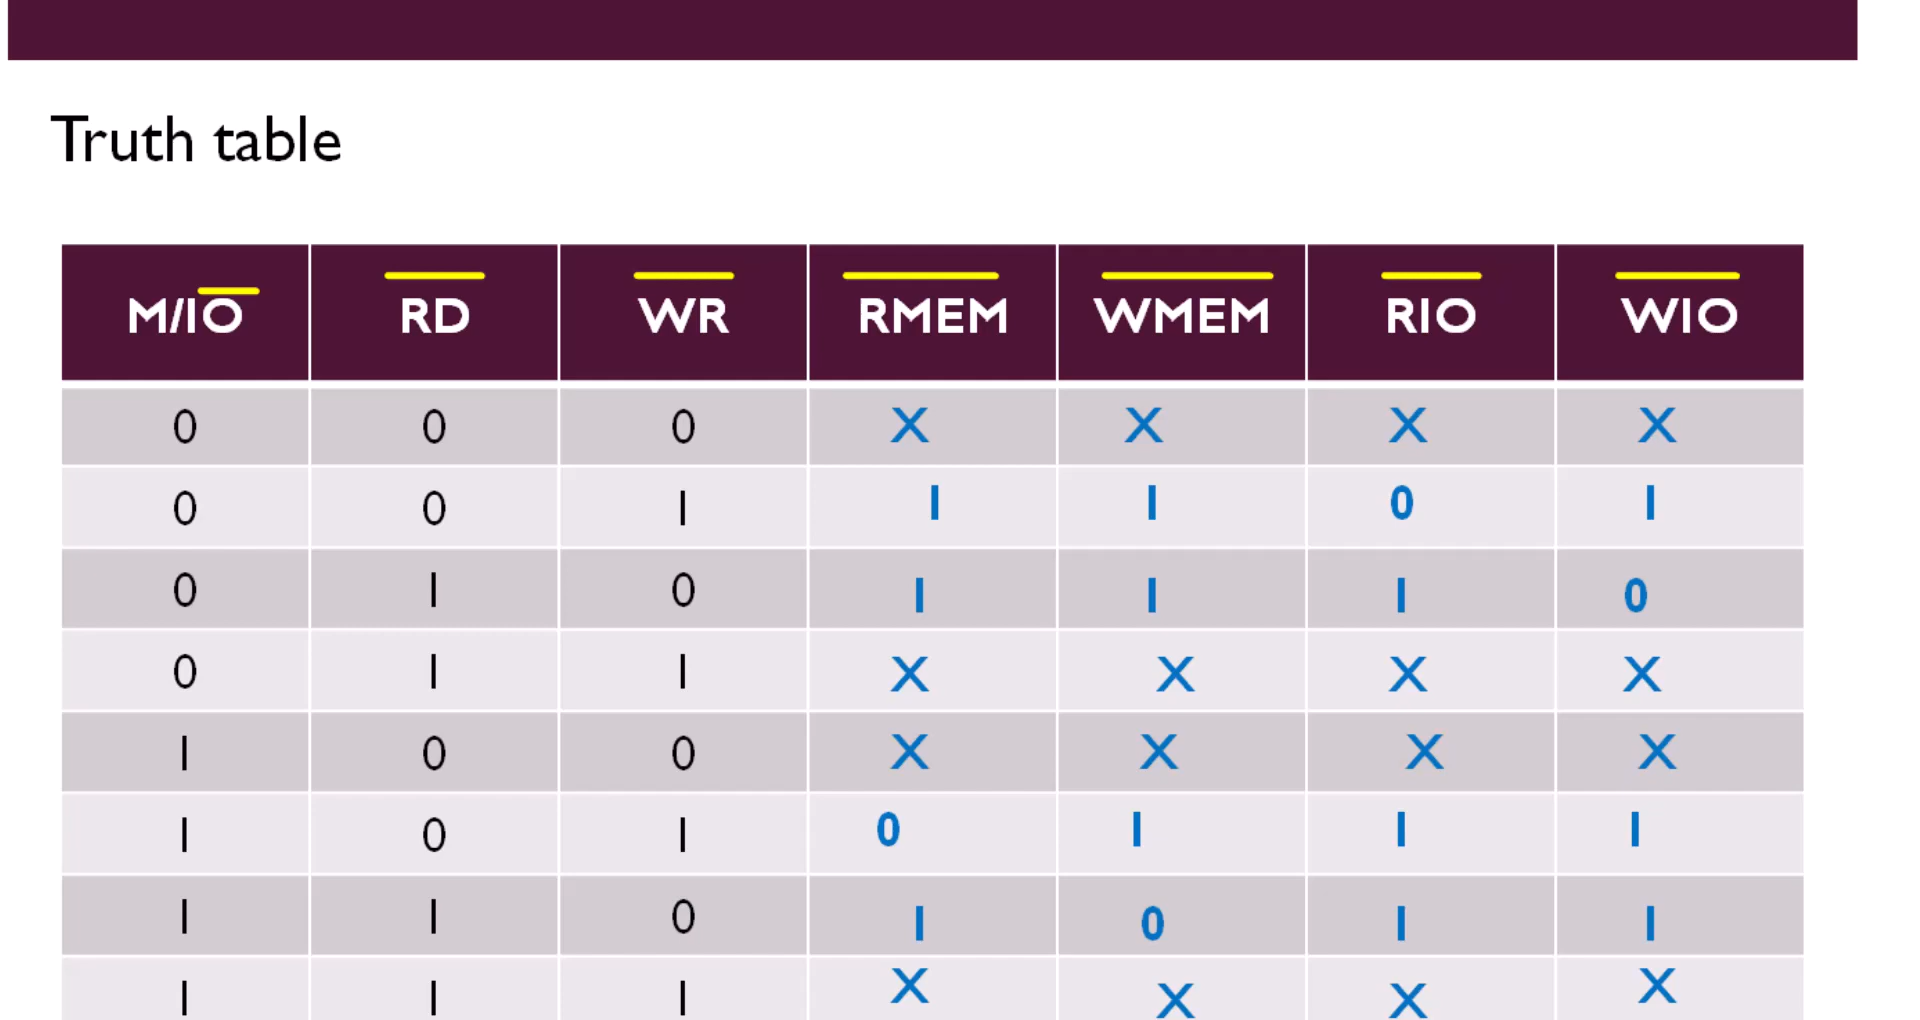 Truth table
M/IO RD WR RMEM WMEM RIO WIO
0 0 0 X X X X
0 0 1 1 1 0 1
0 1 0 1 1 1 0
0 1 1 X X X X
1 0 0 X X X X
1 0 1 0 1 1 1
1 1 0 1 0 1 1
1 1 1 X X X X